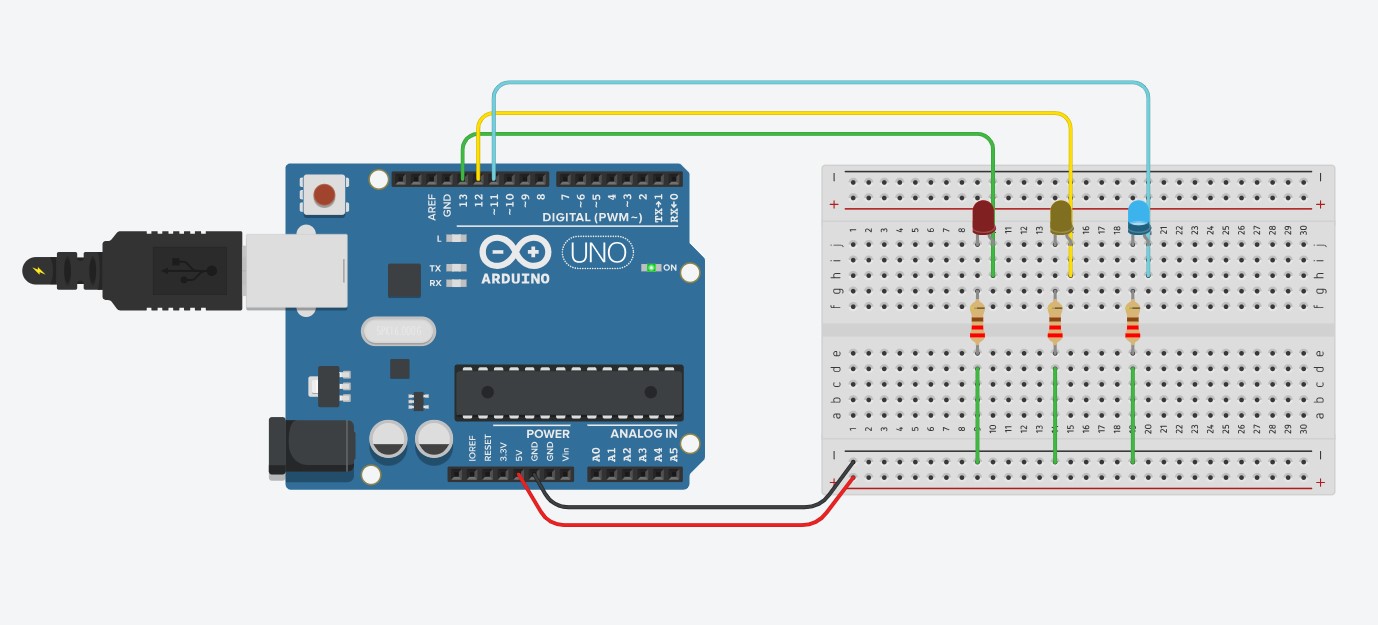 AREF GND 13 12 ~11 ~10 ~9 8 7 ~6 ~5 4 ~3 2 TX→1 RX←0
DIGITAL (PWM~)
L
TX
RX
ARDUINO
UNO
ON
POWER
ANALOG IN
IOREF RESET 3.3V 5V GND GND Vin A0 A1 A2 A3 A4 A5
− −
+ +
1 2 3 4 5 6 7 8 10 11 12 13 15 16 17 18 20 21 22 23 24 25 26 27 28 29 30
j j
i i
h h
g g
f f
e e
d d
c c
b b
a a
1 2 3 4 5 6 7 8 9 10 11 12 13 14 15 16 17 18 19 20 21 22 23 24 25 26 27 28 29 30
− −
+ +